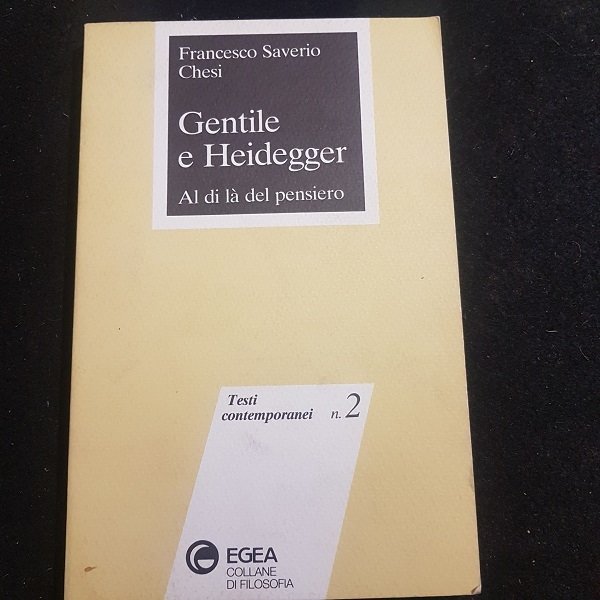 Francesco Saverio
Chesi
Gentile
e Heidegger
Al di là del pensiero
Testi
contemporanei n. 2
EGEA
COLLANE
DI FILOSOFIA